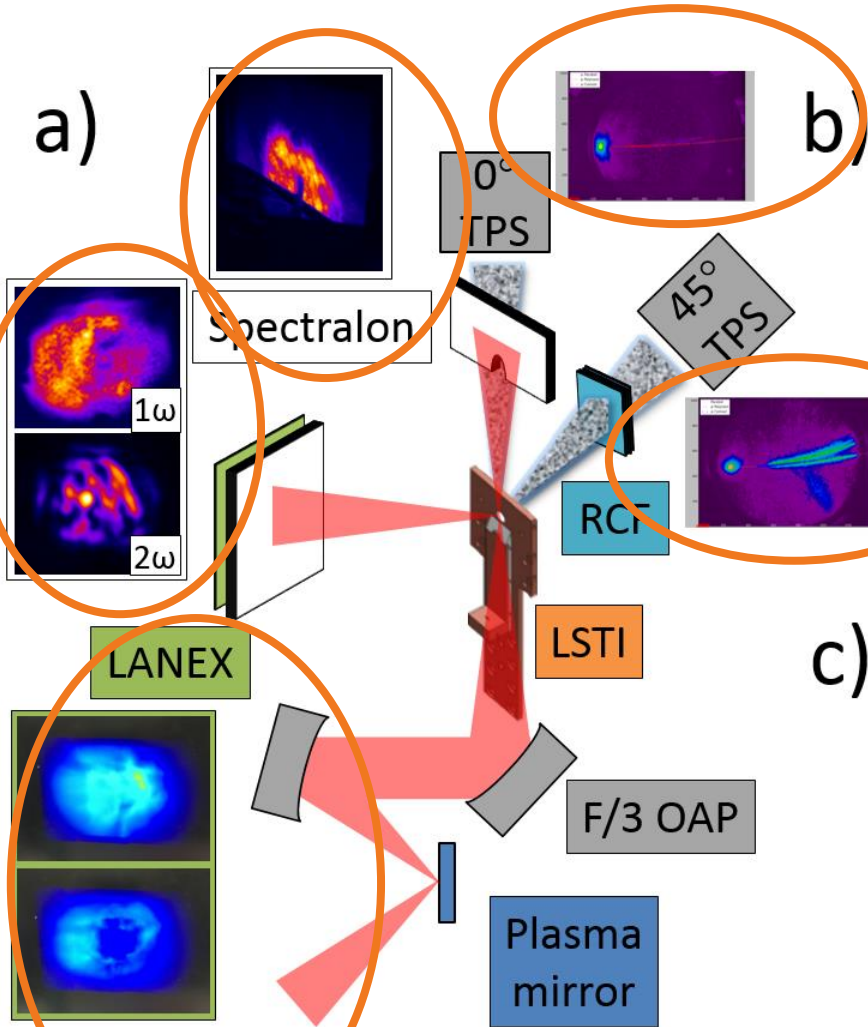 a)
b)
0°
TPS
45°
TPS
Spectralon
1ω
2ω
RCF
LANEX
LSTI
c)
F/3 OAP
Plasma
mirror